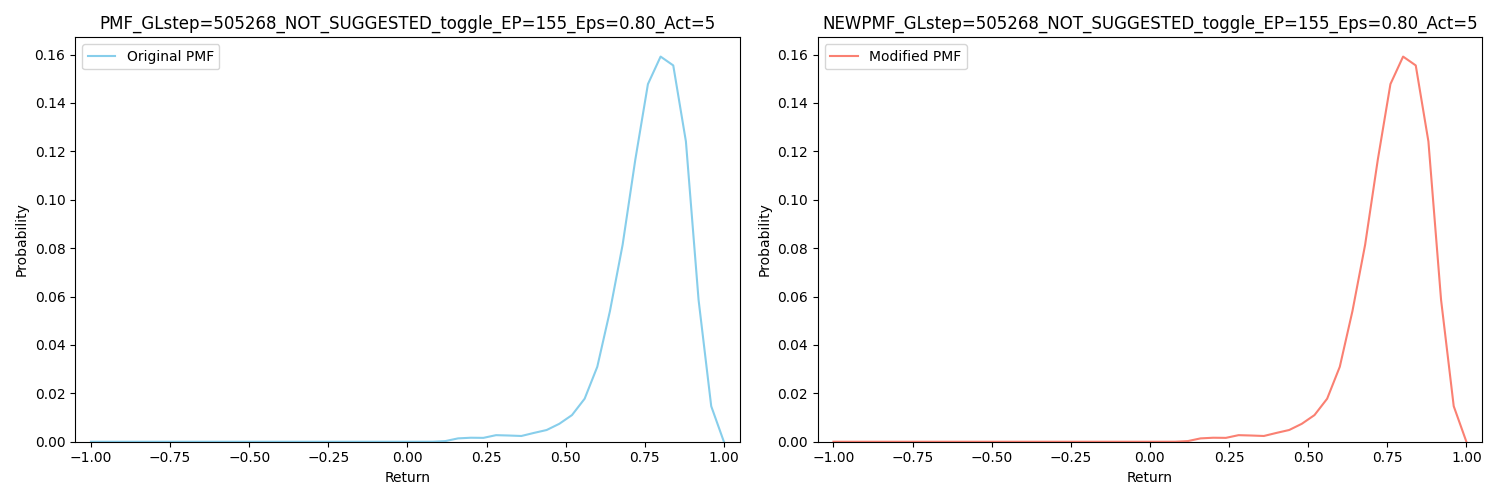 PMF_GLstep=505268_NOT_SUGGESTED_toggle_EP=155_Eps=0.80_Act=5
Original PMF
0.16
0.14
0.12
0.10
0.08
0.06
0.04
0.02
0.00
Probability
−1.00 −0.75 −0.50 −0.25 0.00 0.25 0.50 0.75 1.00
Return
NEWPMF_GLstep=505268_NOT_SUGGESTED_toggle_EP=155_Eps=0.80_Act=5
Modified PMF
0.16
0.14
0.12
0.10
0.08
0.06
0.04
0.02
0.00
Probability
−1.00 −0.75 −0.50 −0.25 0.00 0.25 0.50 0.75 1.00
Return